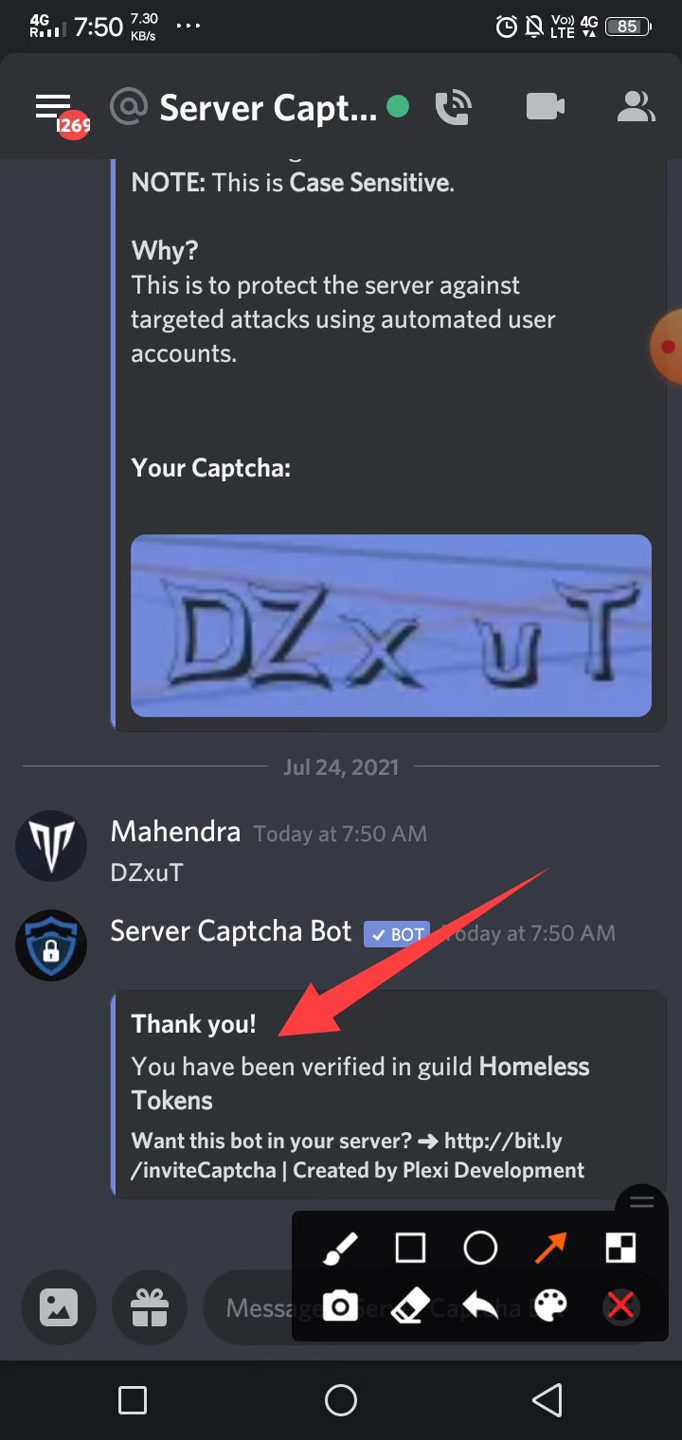 4G
R
7:50
7.30
KB/s
...
Vo))
LTE
4G
85
Server Capt...
NOTE: This is Case Sensitive.
Why?
This is to protect the server against
targeted attacks using automated user
accounts.
Your Captcha:
DZxuT
Jul 24, 2021
Mahendra Today at 7:50 AM
DZxuT
Server Captcha Bot ✓ BOT Today at 7:50 AM
Thank you!
You have been verified in guild Homeless
Tokens
Want this bot in your server? ➜ http://bit.ly
/inviteCaptcha | Created by Plexi Development